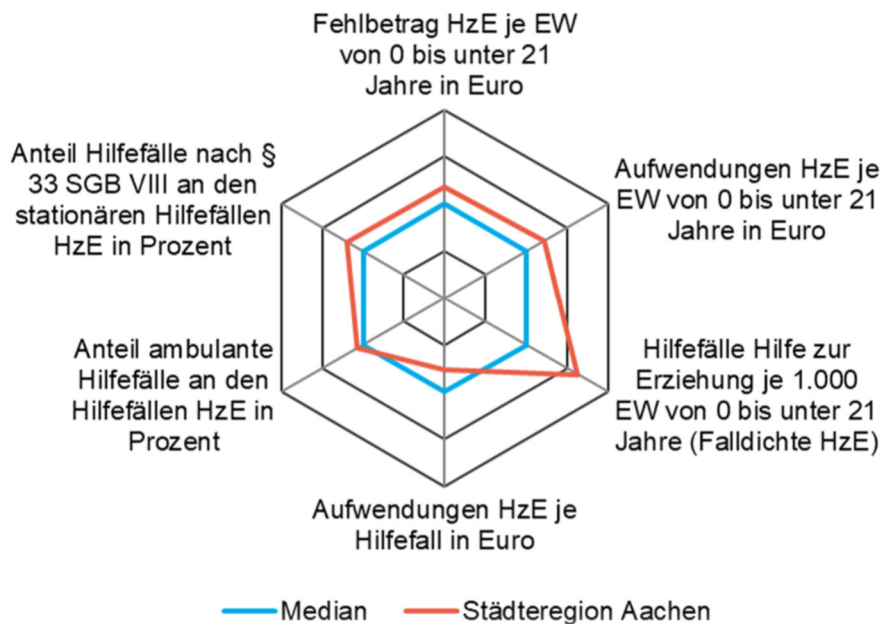 Fehlbetrag HzE je EW
von 0 bis unter 21
Jahre in Euro
Aufwendungen HzE je
EW von 0 bis unter 21
Jahre in Euro
Hilfefälle Hilfe zur
Erziehung je 1.000
EW von 0 bis unter 21
Jahre (Falldichte HzE)
Aufwendungen HzE je
Hilfefall in Euro
Anteil ambulante
Hilfefälle an den
Hilfefällen HzE in
Prozent
Anteil Hilfefälle nach §
33 SGB VIII an den
stationären Hilfefällen
HzE in Prozent
Median
Städteregion Aachen